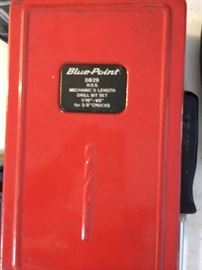 Blue-Point
DB29
H.S.S.
MECHANIC'S LENGTH
DRILL BIT SET
1/16"-1/2"
for 3/8" CHUCKS